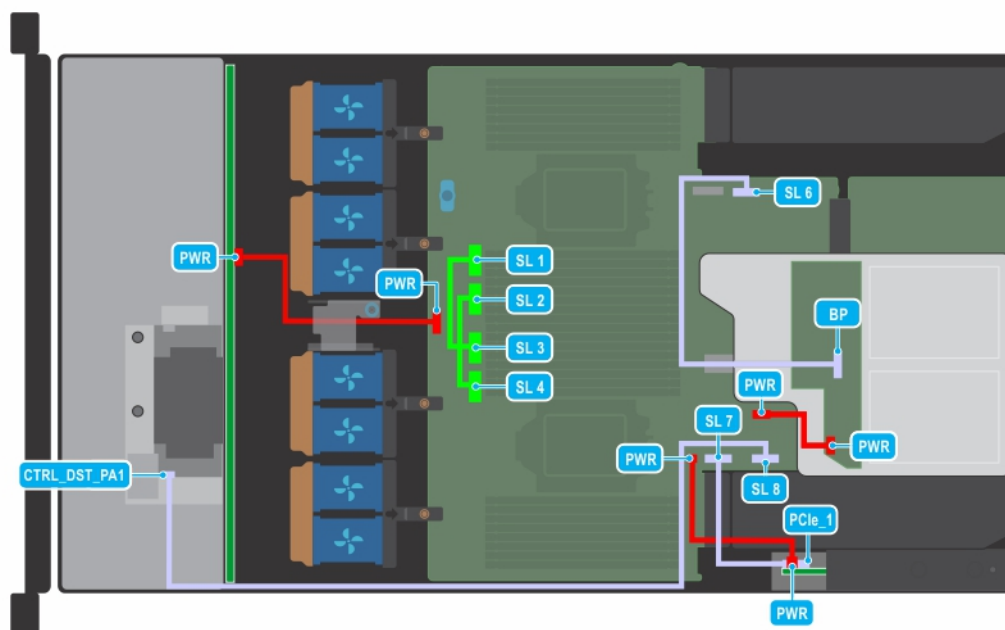 SL 6
PWR
SL 1
PWR
SL 2
BP
SL 3
SL 4
PWR
SL 7
PWR
PWR
CTRL_DST_PA1
SL 8
PCIe_1
PWR